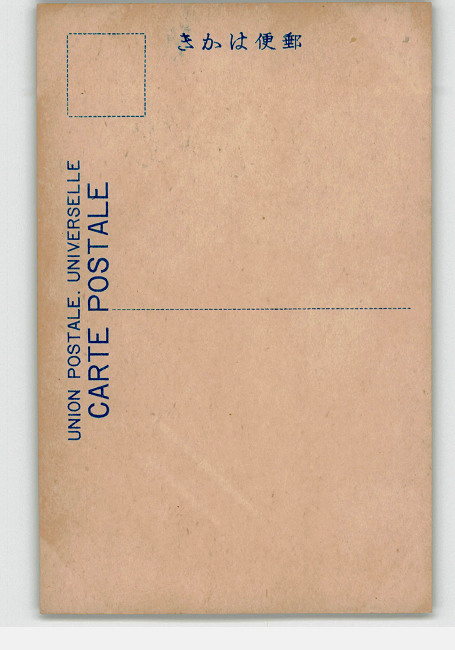 郵便はかき
UNION POSTALE. UNIVERSELLE
CARTE POSTALE